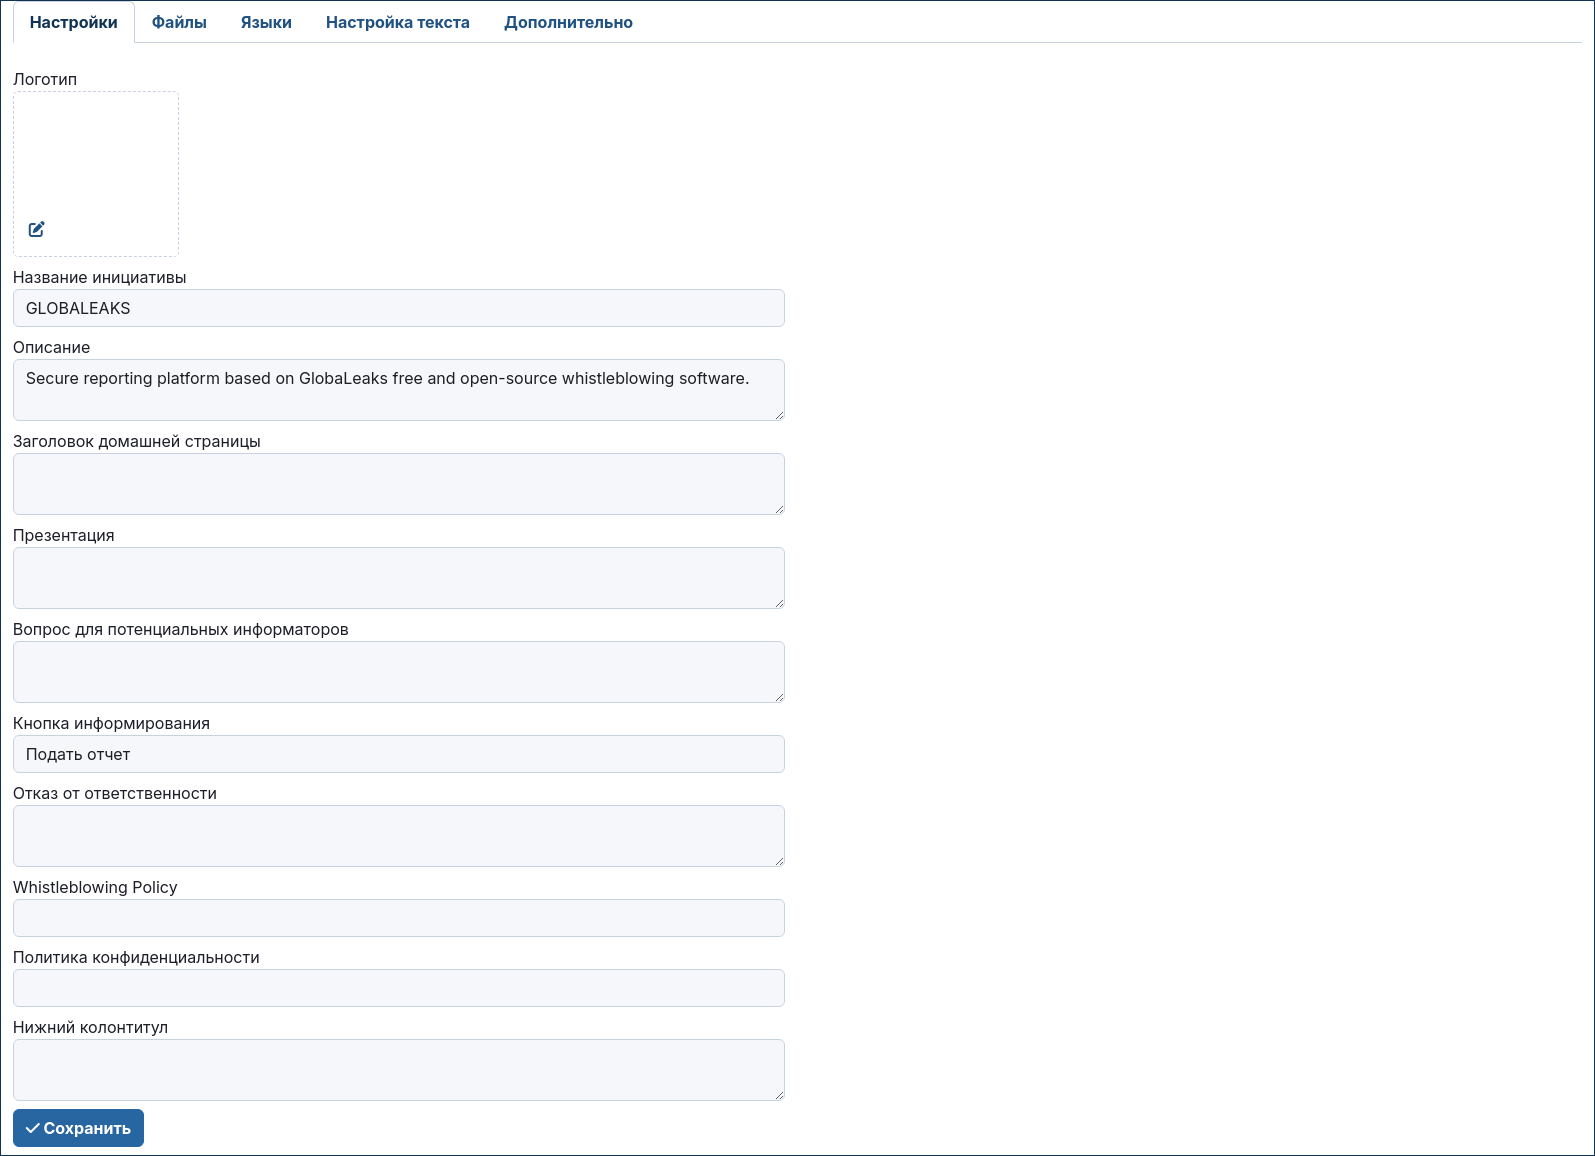 Настройки Файлы Языки Настройка текста Дополнительно
Логотип
Название инициативы
GLOBALEAKS
Описание
Secure reporting platform based on GlobaLeaks free and open-source whistleblowing software.
Заголовок домашней страницы
Презентация
Вопрос для потенциальных информаторов
Кнопка информирования
Подать отчет
Отказ от ответственности
Whistleblowing Policy
Политика конфиденциальности
Нижний колонтитул
Сохранить